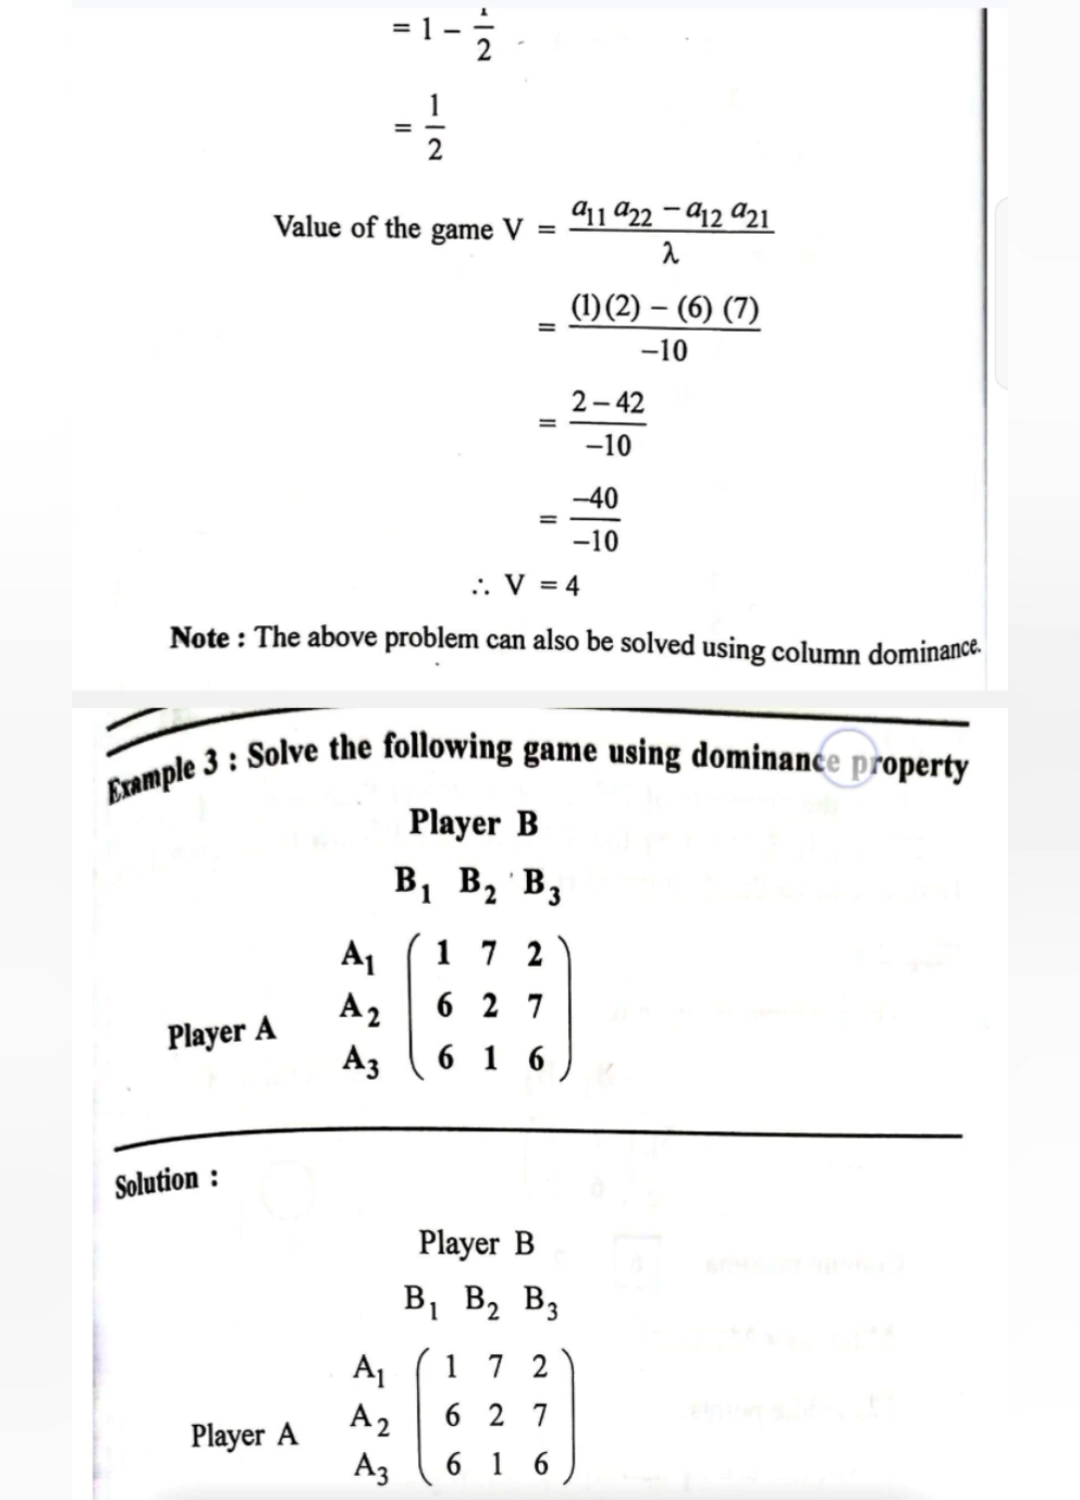 = 1 − 1/2
= 1/2
Value of the game V = (a₁₁ a₂₂ − a₁₂ a₂₁)/λ
= ((1)(2) − (6) (7))/−10
= (2 − 42)/−10
= −40/−10
∴ V = 4
Note : The above problem can also be solved using column dominance.
Example 3 : Solve the following game using dominance property
Player B
B₁ B₂ B₃
A₁ 1 7 2
A₂ 6 2 7
Player A
A₃ 6 1 6
Solution :
Player B
B₁ B₂ B₃
A₁ 1 7 2
A₂ 6 2 7
Player A
A₃ 6 1 6